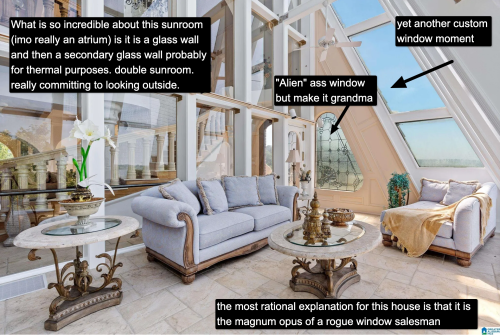 What is so incredible about this sunroom
(imo really an atrium) is it is a glass wall
and then a secondary glass wall probably
for thermal purposes. double sunroom.
really committing to looking outside.
yet another custom
window moment
"Alien" ass window
but make it grandma
the most rational explanation for this house is that it is
the magnum opus of a rogue window salesman